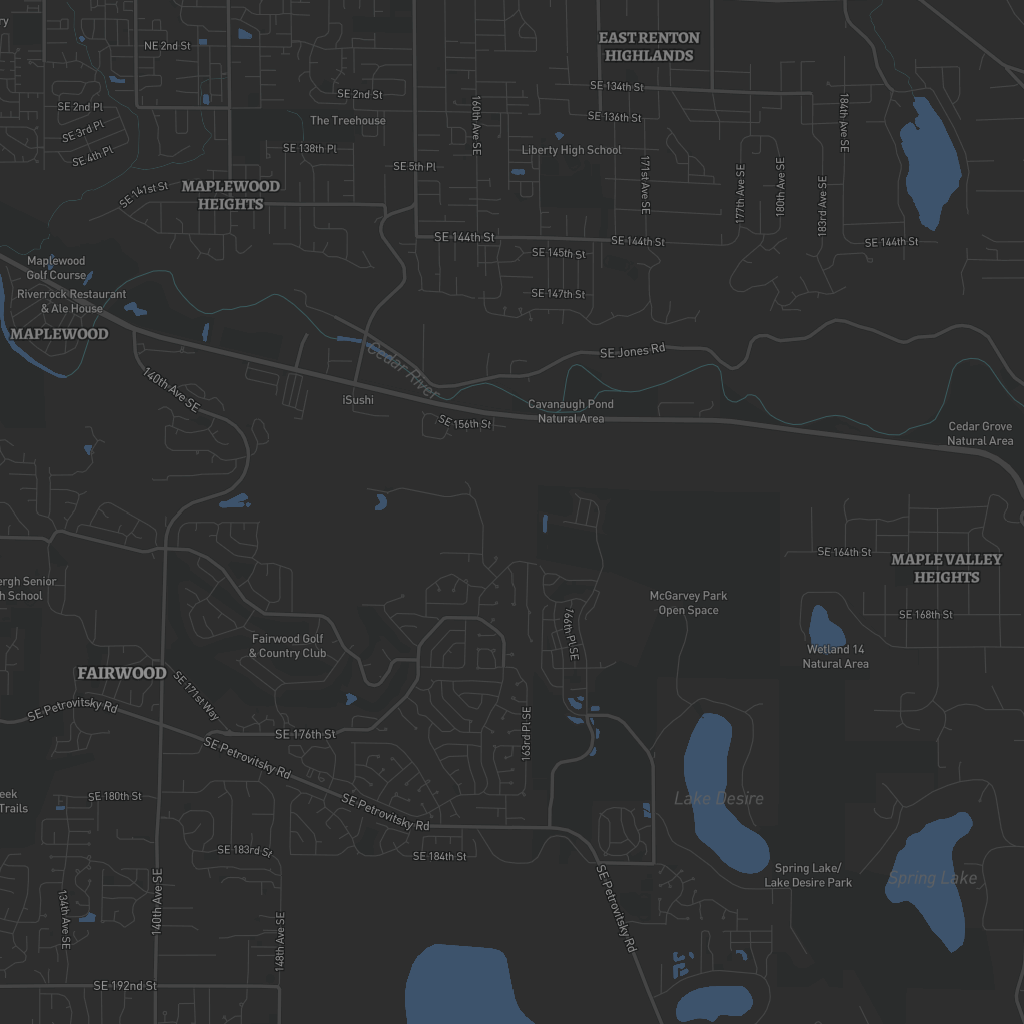 EAST RENTON
HIGHLANDS
NE 2nd St
SE 134th St
SE 2nd St
SE 2nd Pl
SE 3rd Pl
SE 4th Pl
The Treehouse
160th Ave SE
SE 136th St
184th Ave SE
SE 138th Pl
Liberty High School
SE 5th Pl
171st Ave SE
177th Ave SE
180th Ave SE
183rd Ave SE
SE 141st St
MAPLEWOOD
HEIGHTS
SE 144th St
SE 144th St
SE 144th St
SE 145th St
Maplewood
Golf Course
Riverrock Restaurant
& Ale House
SE 147th St
MAPLEWOOD
Cedar River
SE Jones Rd
140th Ave SE
iSushi
Cavanaugh Pond
Natural Area
SE 156th St
Cedar Grove
Natural Area
SE 164th St
MAPLE VALLEY
HEIGHTS
ergh Senior
h School
McGarvey Park
Open Space
SE 168th St
166th Pl SE
Fairwood Golf
& Country Club
Wetland 14
Natural Area
FAIRWOOD
SE 171st Way
SE Petrovitsky Rd
163rd Pl SE
SE 176th St
SE Petrovitsky Rd
eek
Trails
SE 180th St
SE Petrovitsky Rd
Lake Desire
SE 183rd St
SE 184th St
Spring Lake/
Lake Desire Park
Spring Lake
134th Ave SE
140th Ave SE
148th Ave SE
SE Petrovitsky Rd
SE 192nd St